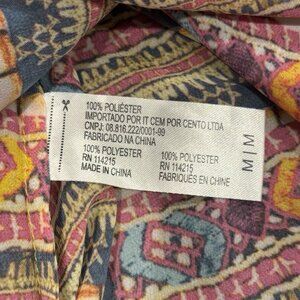 100% POLIÉSTER
IMPORTADO POR IT CEM POR CENTO LTDA
CNPJ: 08.816.222/0001-99
FABRICADO NA CHINA
100% POLYESTER
RN 114215
MADE IN CHINA
100% POLYESTER
RN 114215
FABRIQUÉS EN CHINE
M | M